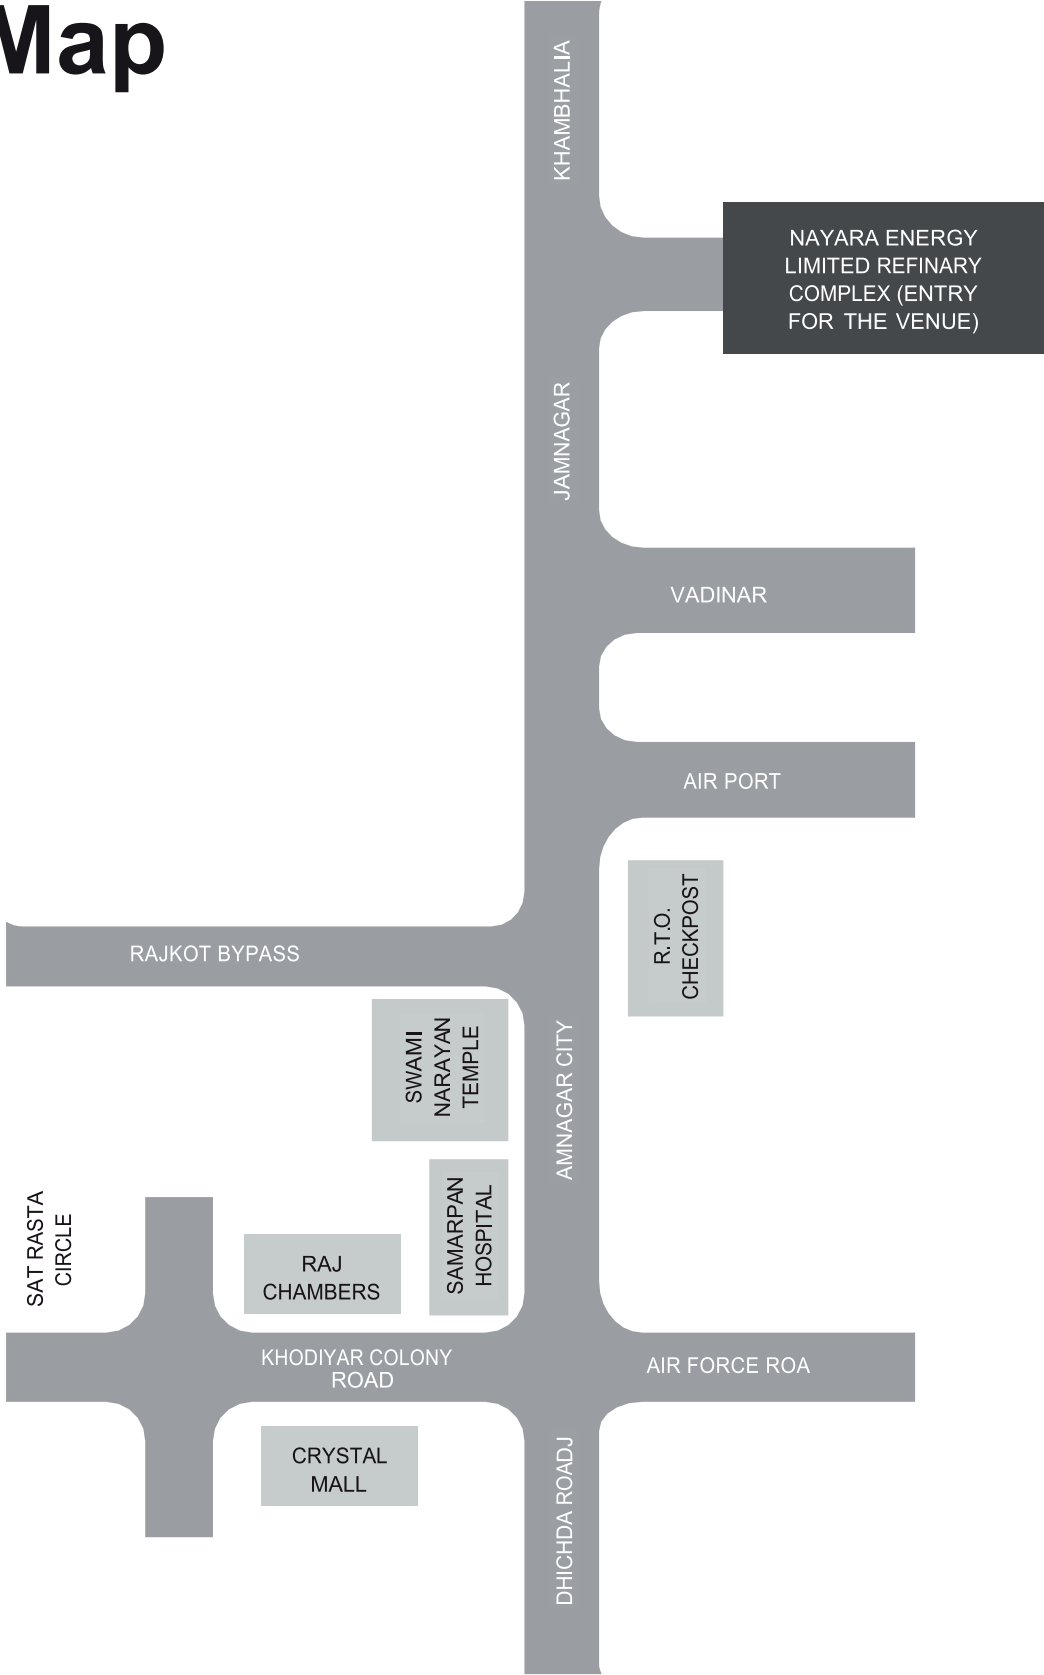 Map
KHAMBHALIA
NAYARA ENERGY
LIMITED REFINARY
COMPLEX (ENTRY
FOR THE VENUE)
JAMNAGAR
VADINAR
AIR PORT
R.T.O.
CHECKPOST
RAJKOT BYPASS
SWAMI
NARAYAN
TEMPLE
AMNAGAR CITY
SAMARPAN
HOSPITAL
SAT RASTA
CIRCLE
RAJ
CHAMBERS
KHODIYAR COLONY
ROAD
AIR FORCE ROA
CRYSTAL
MALL
DHICHDA ROADJ